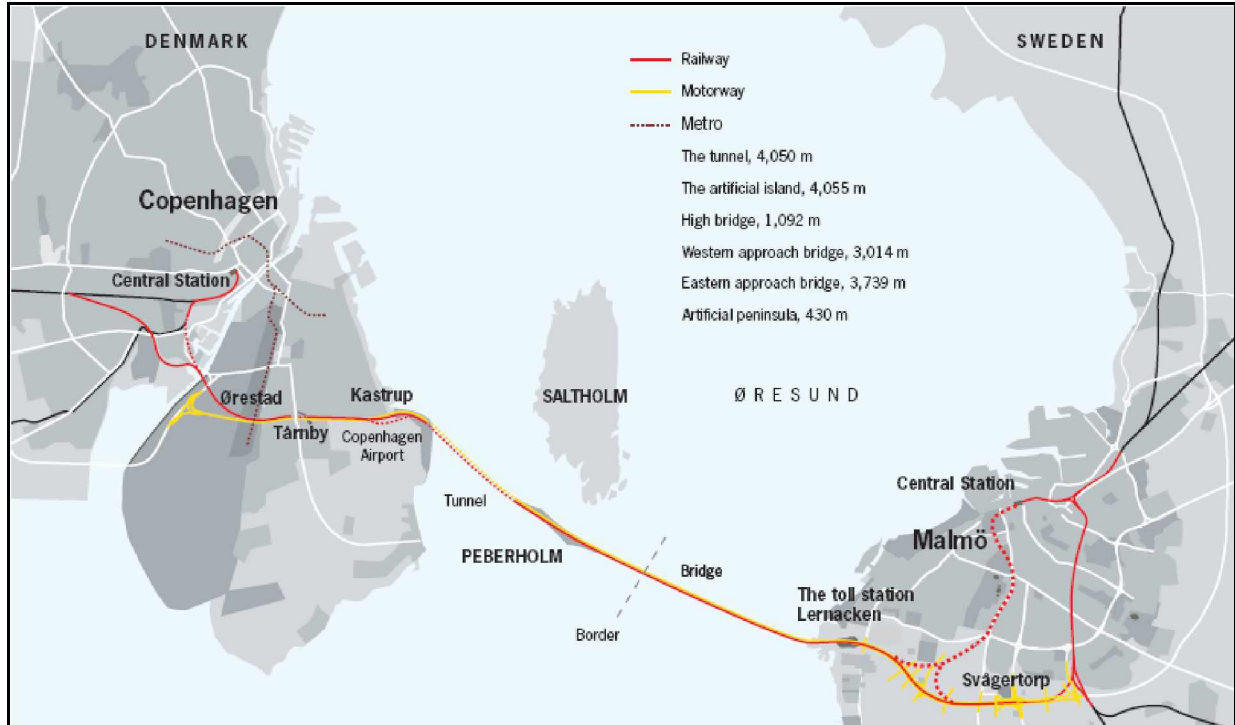 DENMARK
SWEDEN
Railway
Motorway
Metro
The tunnel, 4,050 m
The artificial island, 4,055 m
High bridge, 1,092 m
Western approach bridge, 3,014 m
Eastern approach bridge, 3,739 m
Artificial peninsula, 430 m
Copenhagen
Central Station
Ørestad
Kastrup
Tårnby
Copenhagen
Airport
SALTHOLM
ØRESUND
Tunnel
PEBERHOLM
Bridge
Border
Central Station
Malmö
The toll station
Lernacken
Svågertorp